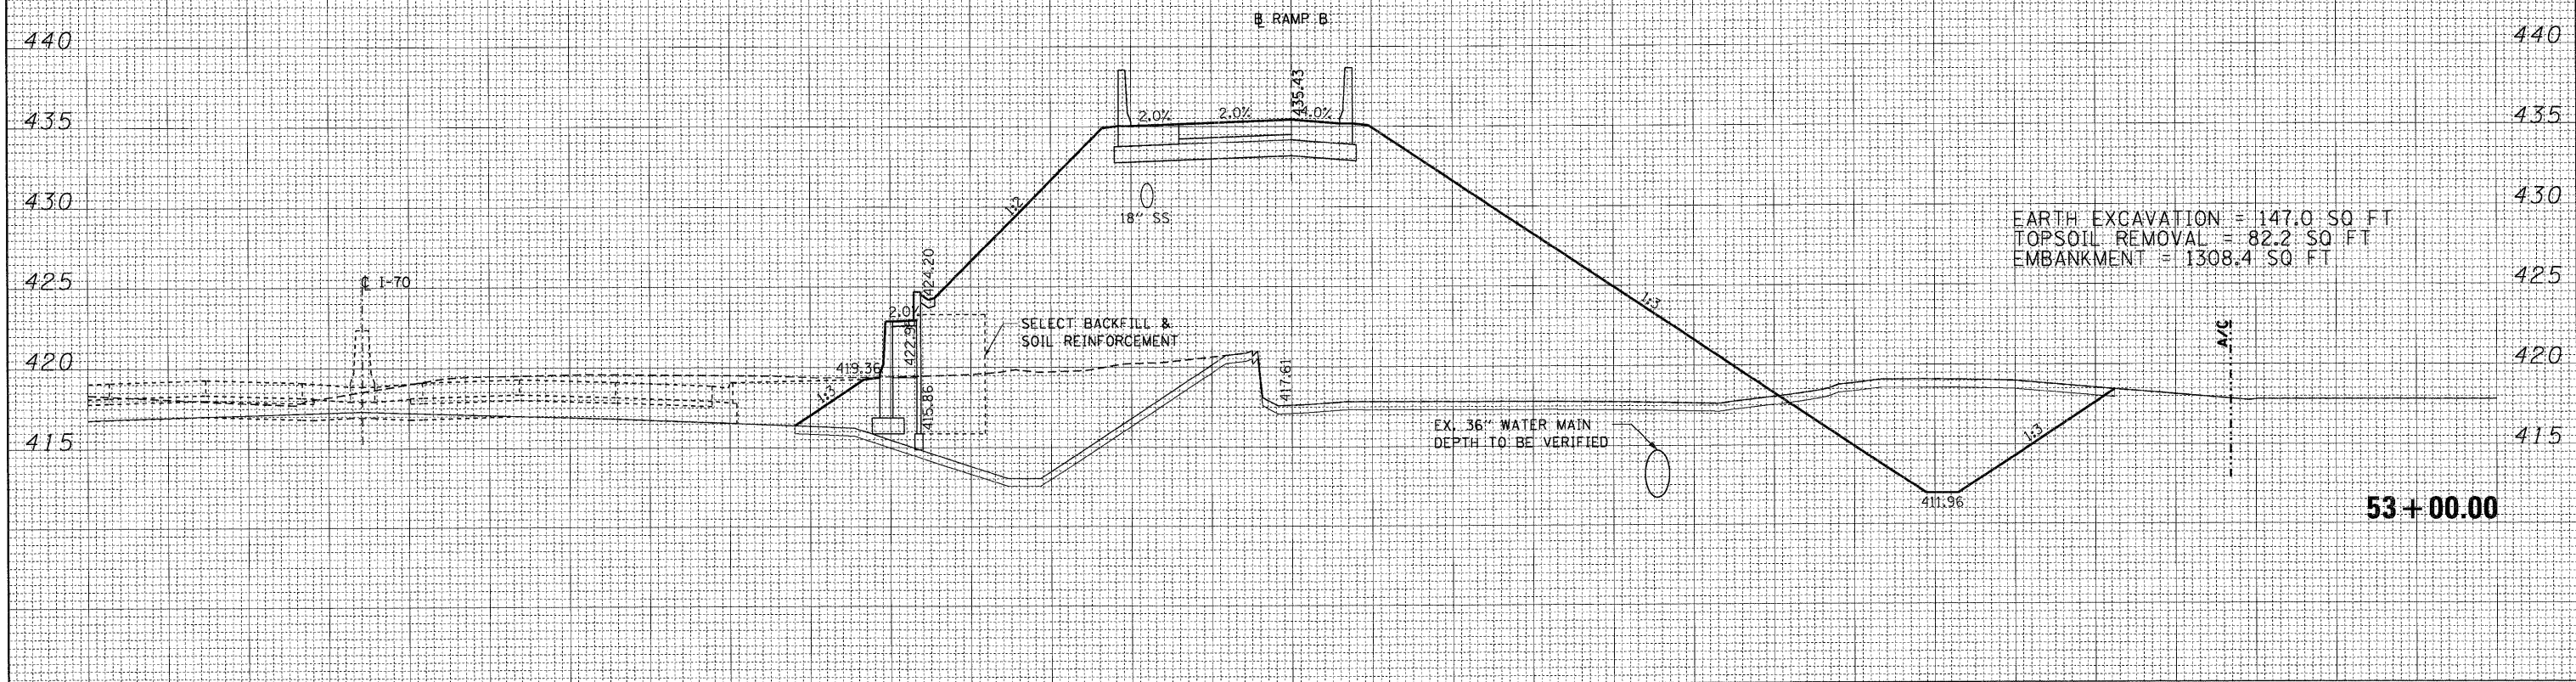 ℄ RAMP B
440
440
435.43
2.0%
2.0%
4.0%
435
435
1:2
18" SS
430
430
EARTH EXCAVATION = 147.0 SQ FT
TOPSOIL REMOVAL = 82.2 SQ FT
EMBANKMENT = 1308.4 SQ FT
424.20
425
℄ I-70
425
1:3
2.0%
SELECT BACKFILL &
SOIL REINFORCEMENT
A/C
420
419.36
417.61
420
1:3
415.86
EX. 36" WATER MAIN
DEPTH TO BE VERIFIED
1:3
415
415
411.96
53+00.00